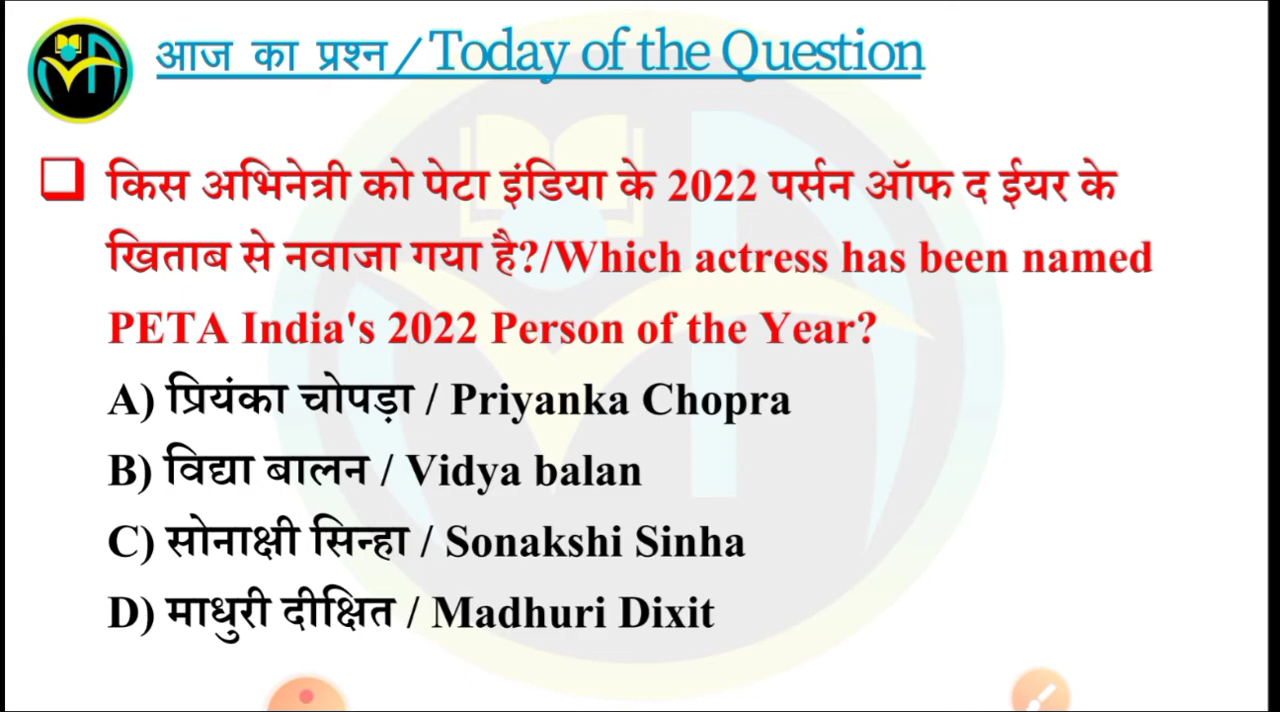 आज का प्रश्न / Today of the Question
❑ किस अभिनेत्री को पेटा इंडिया के 2022 पर्सन ऑफ द ईयर के
खिताब से नवाजा गया है?/Which actress has been named
PETA India's 2022 Person of the Year?
A) प्रियंका चोपड़ा / Priyanka Chopra
B) विद्या बालन / Vidya balan
C) सोनाक्षी सिन्हा / Sonakshi Sinha
D) माधुरी दीक्षित / Madhuri Dixit